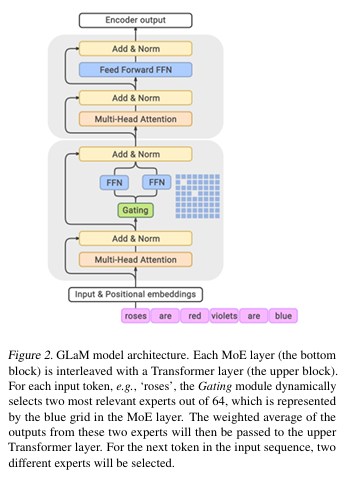 Encoder output
Add & Norm
Feed Forward FFN
Add & Norm
Multi-Head Attention
Add & Norm
FFN FFN
Gating
Add & Norm
Multi-Head Attention
Input & Positional embeddings
roses are red violets are blue
Figure 2. GLaM model architecture. Each MoE layer (the bottom
block) is interleaved with a Transformer layer (the upper block).
For each input token, e.g., ‘roses’, the Gating module dynamically
selects two most relevant experts out of 64, which is represented
by the blue grid in the MoE layer. The weighted average of the
outputs from these two experts will then be passed to the upper
Transformer layer. For the next token in the input sequence, two
different experts will be selected.